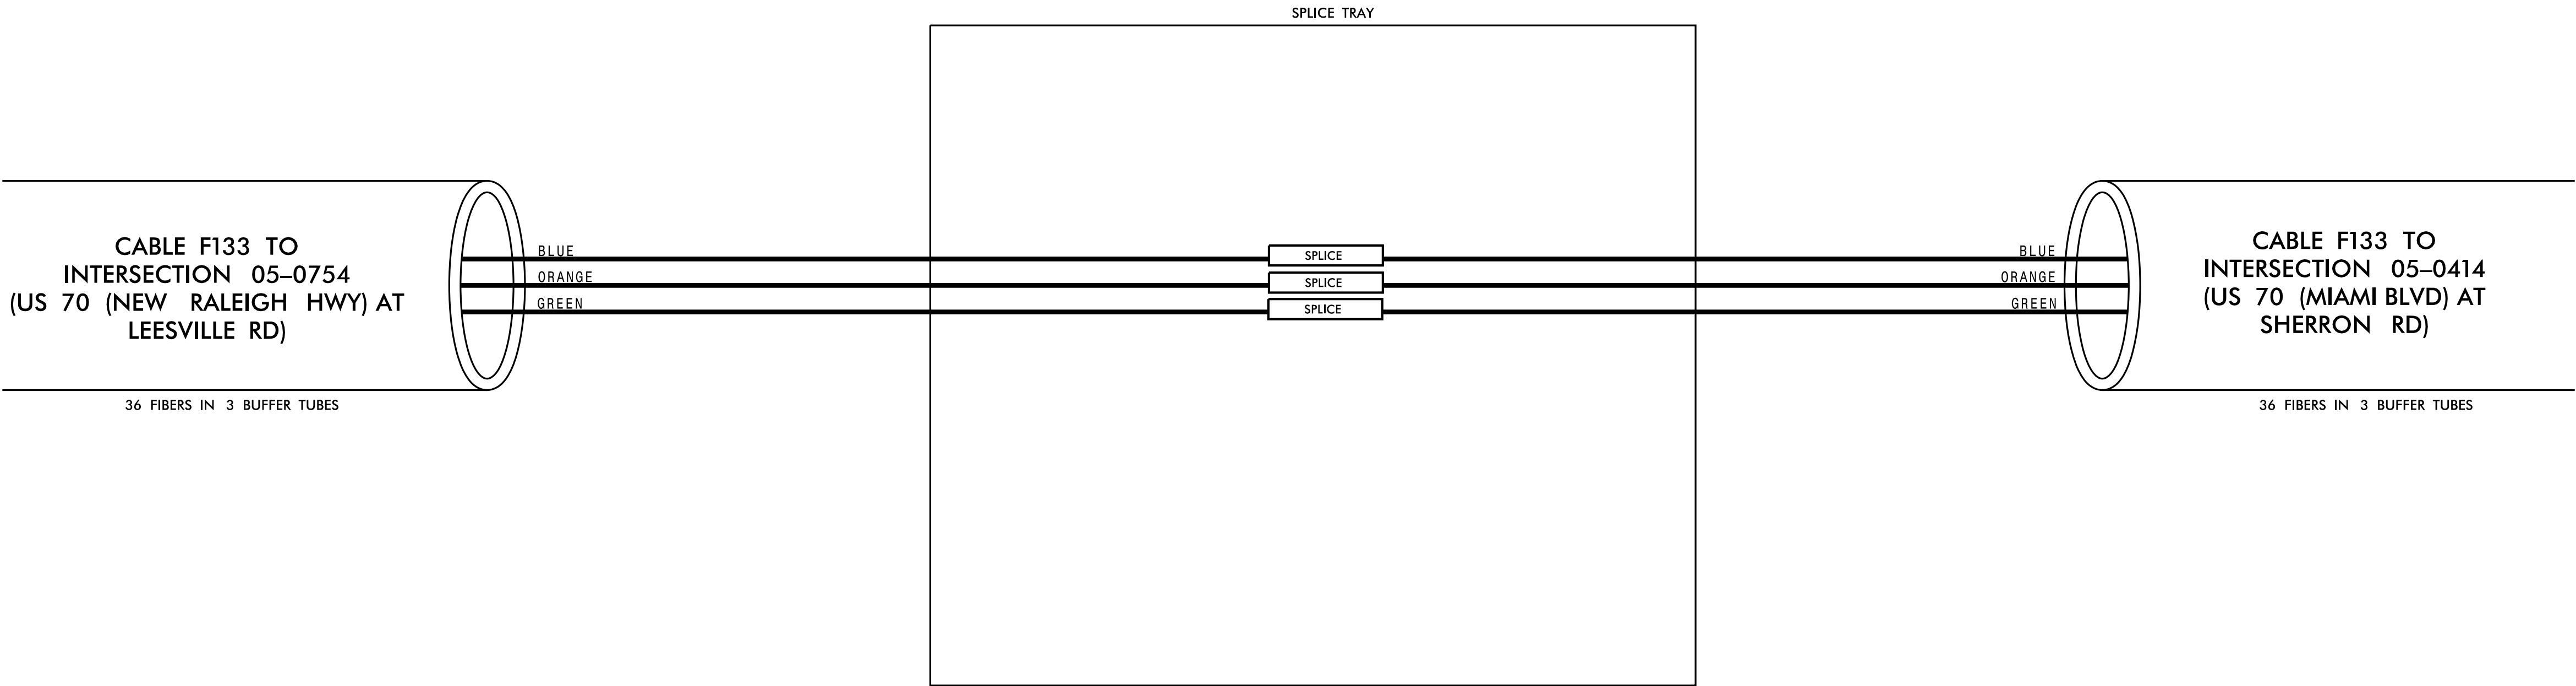 SPLICE TRAY
CABLE F133 TO
INTERSECTION 05–0754
(US 70 (NEW RALEIGH HWY) AT
LEESVILLE RD)
36 FIBERS IN 3 BUFFER TUBES
BLUE
ORANGE
GREEN
SPLICE
SPLICE
SPLICE
BLUE
ORANGE
GREEN
CABLE F133 TO
INTERSECTION 05–0414
(US 70 (MIAMI BLVD) AT
SHERRON RD)
36 FIBERS IN 3 BUFFER TUBES